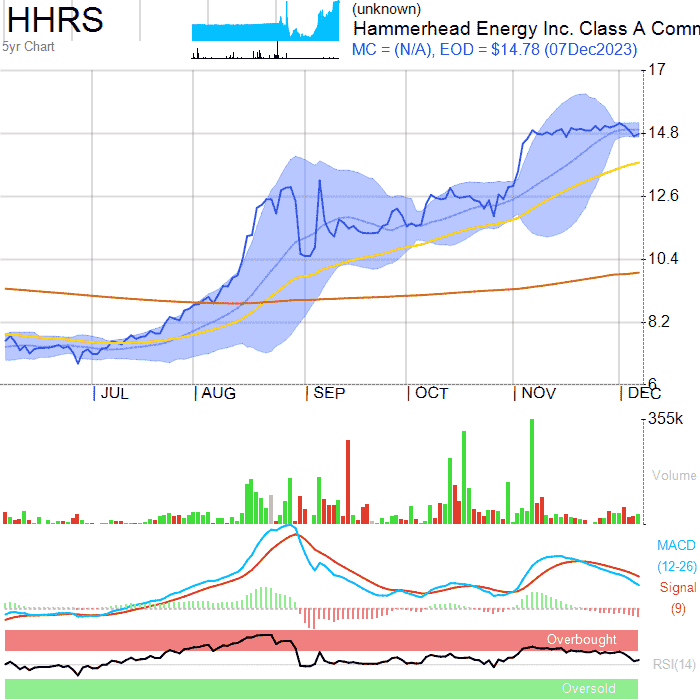 HHRS
5yr Chart
(unknown)
Hammerhead Energy Inc. Class A Comm
MC = (N/A), EOD = $14.78 (07Dec2023)
17
14.8
12.6
10.4
8.2
6
JUL
AUG
SEP
OCT
NOV
DEC
355k
Volume
MACD
(12-26)
Signal
(9)
Overbought
RSI(14)
Oversold